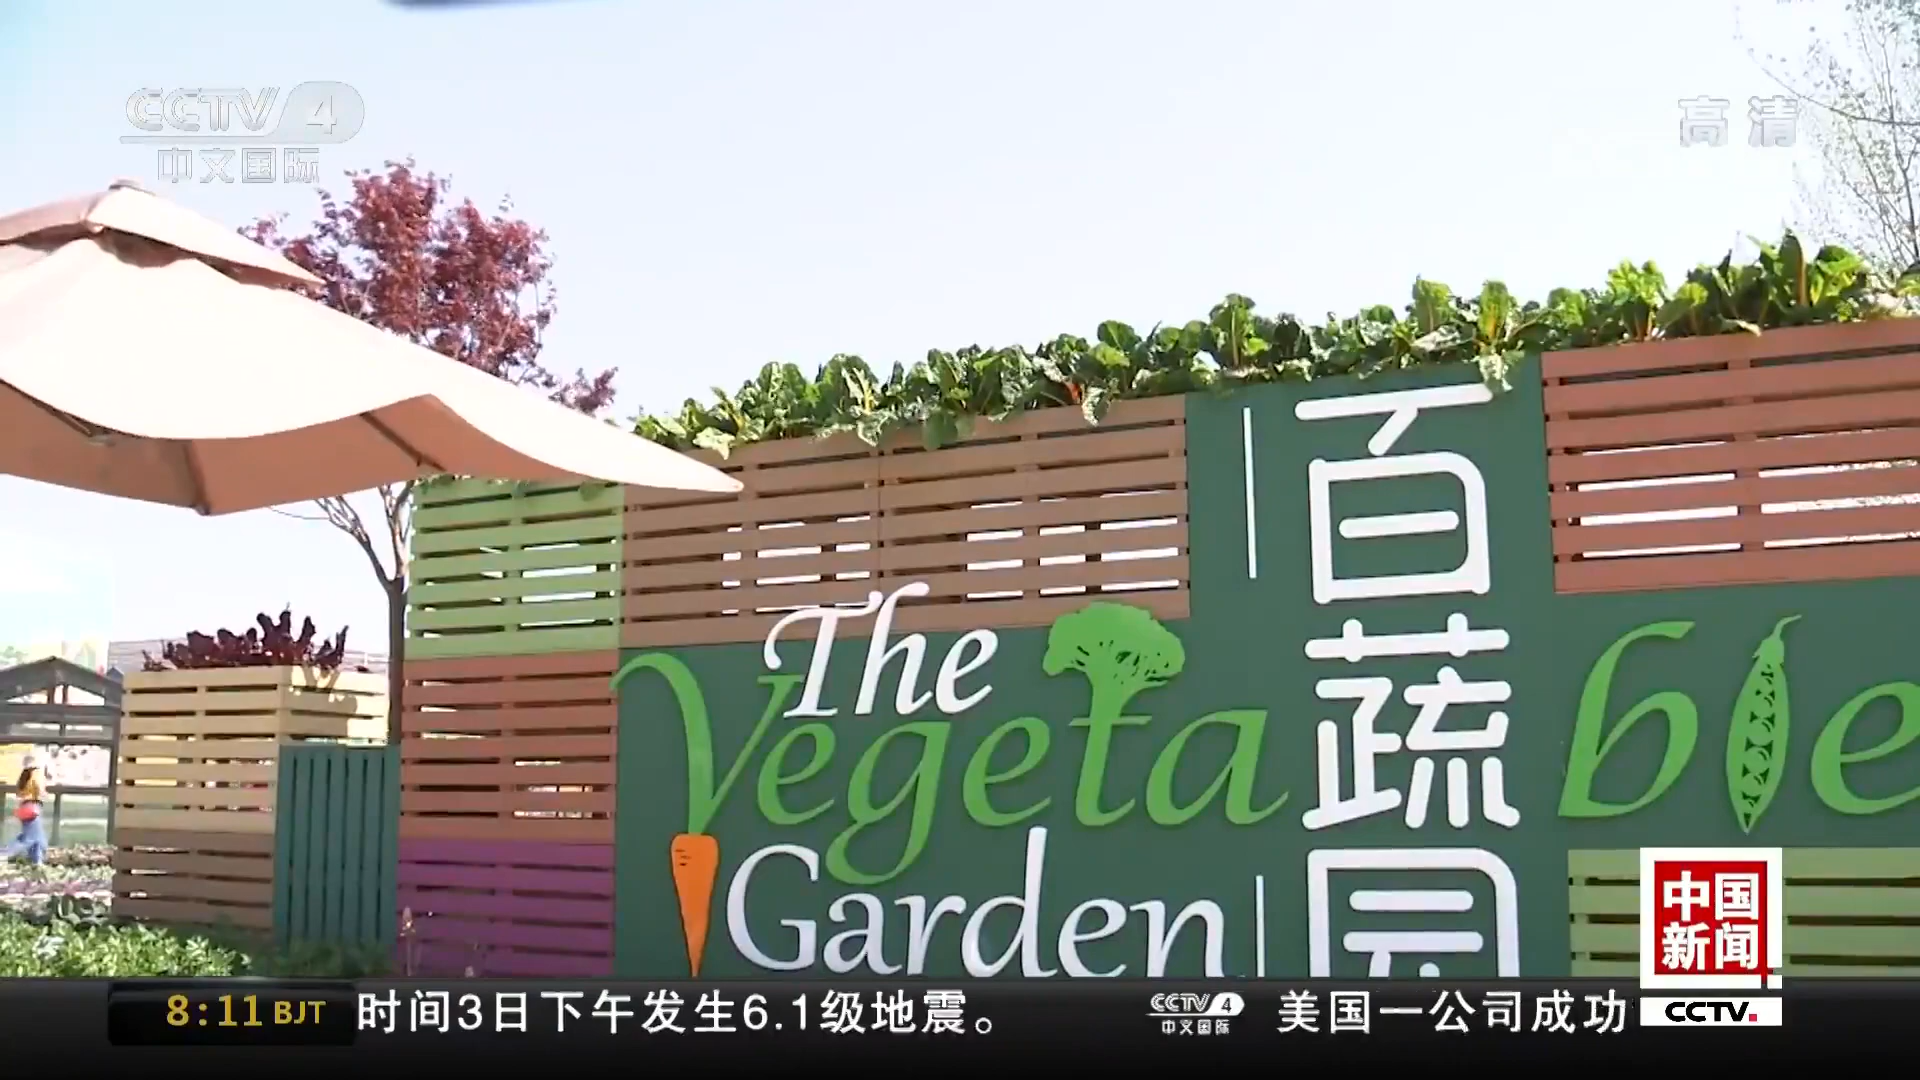 CCTV 4
中文国际
高清
The
Vegetable
Garden
百蔬园
中国
新闻
CCTV.
8:11 BJT
时间3日下午发生6.1级地震。
CCTV 4
中文国际
美国一公司成功